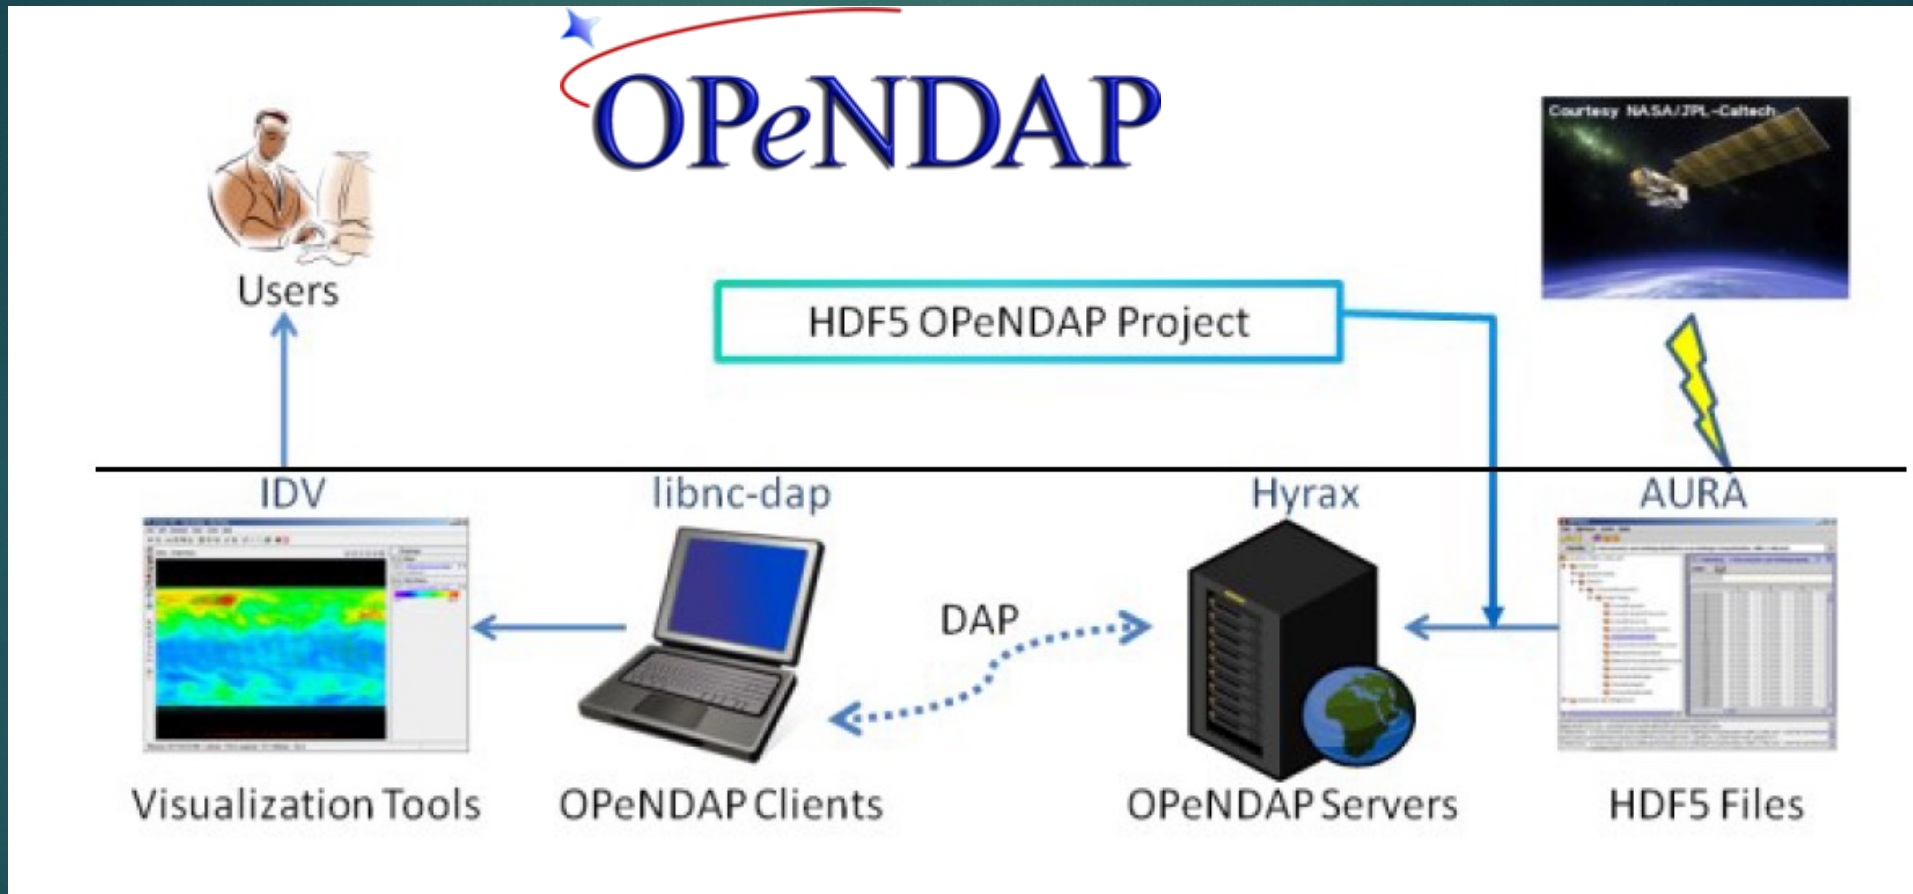 OPeNDAP
Courtesy NASA/JPL-Caltech
Users
HDF5 OPeNDAP Project
IDV
libnc-dap
Hyrax
AURA
DAP
Visualization Tools
OPeNDAP Clients
OPeNDAP Servers
HDF5 Files